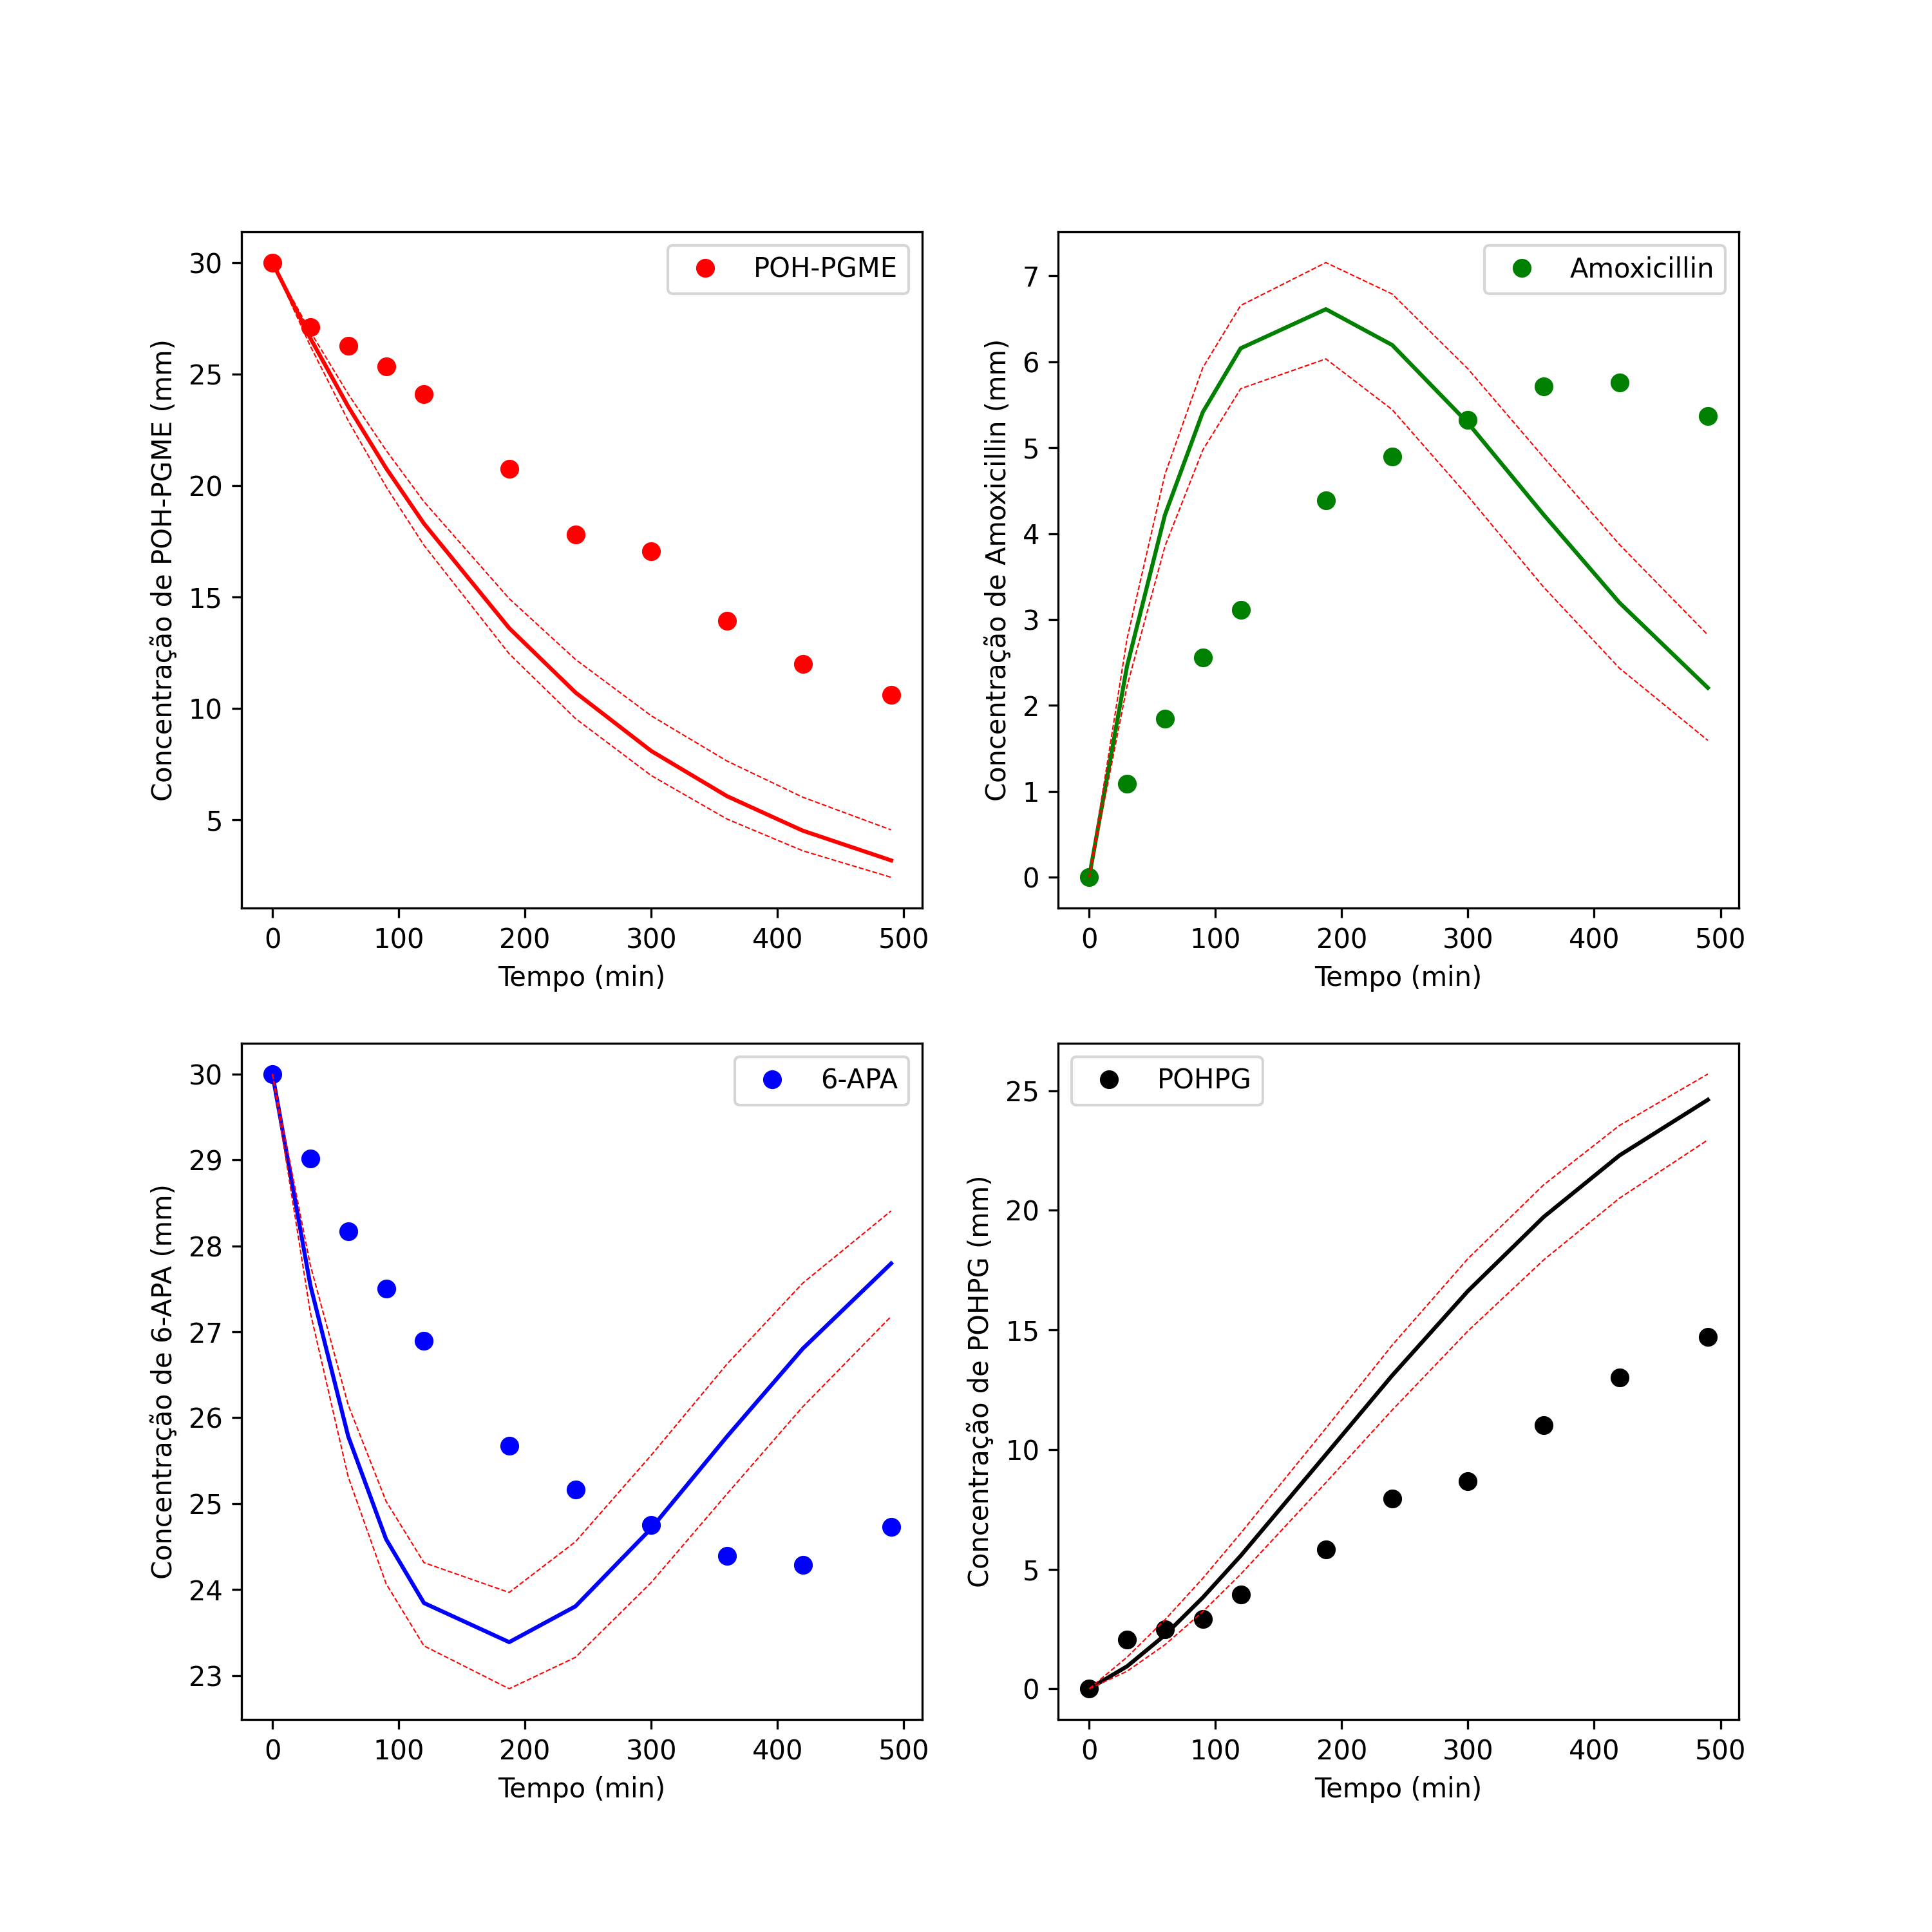 POH-PGME
Concentração de POH-PGME (mm)
30
25
20
15
10
5
0 100 200 300 400 500
Tempo (min)
Amoxicillin
Concentração de Amoxicillin (mm)
7
6
5
4
3
2
1
0
0 100 200 300 400 500
Tempo (min)
6-APA
Concentração de 6-APA (mm)
30
29
28
27
26
25
24
23
0 100 200 300 400 500
Tempo (min)
POHPG
Concentração de POHPG (mm)
25
20
15
10
5
0
0 100 200 300 400 500
Tempo (min)